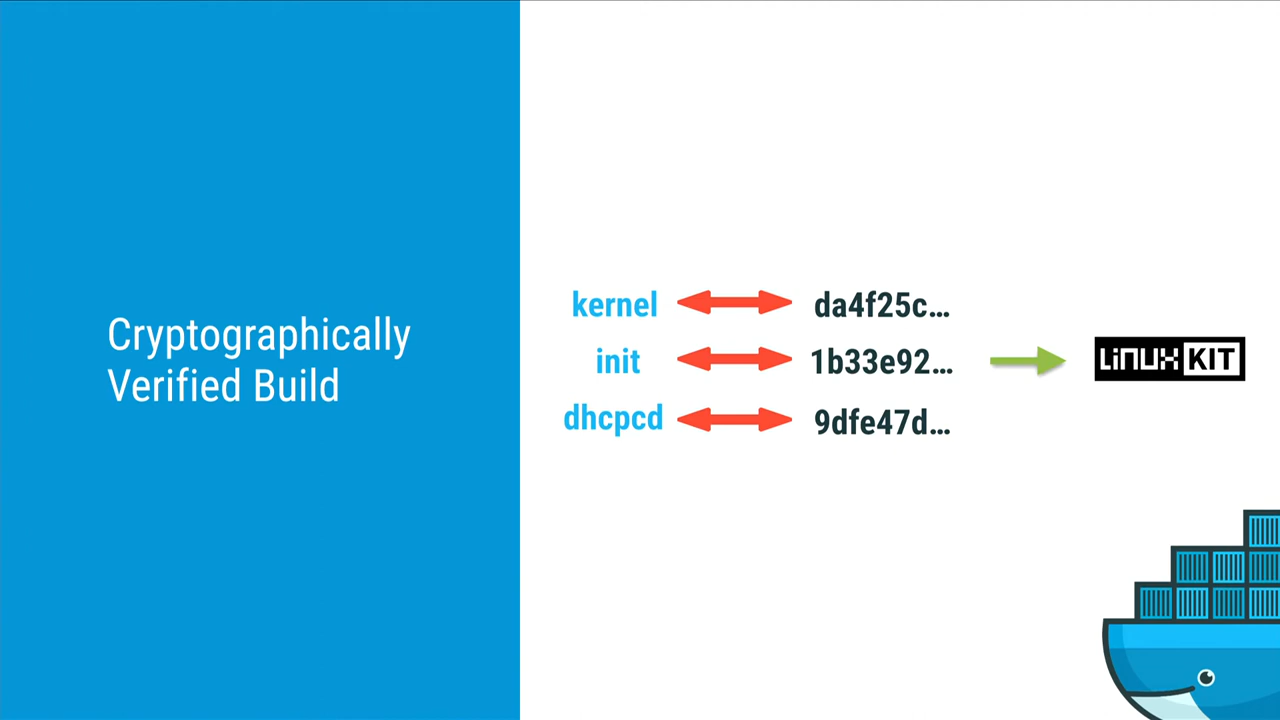 Cryptographically
Verified Build
kernel
da4f25c...
init
1b33e92...
dhcpcd
9dfe47d...
LINUX KIT